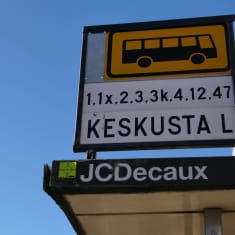 1,1x,2,3,3k,4,12,47
KESKUSTA L
JCDecaux